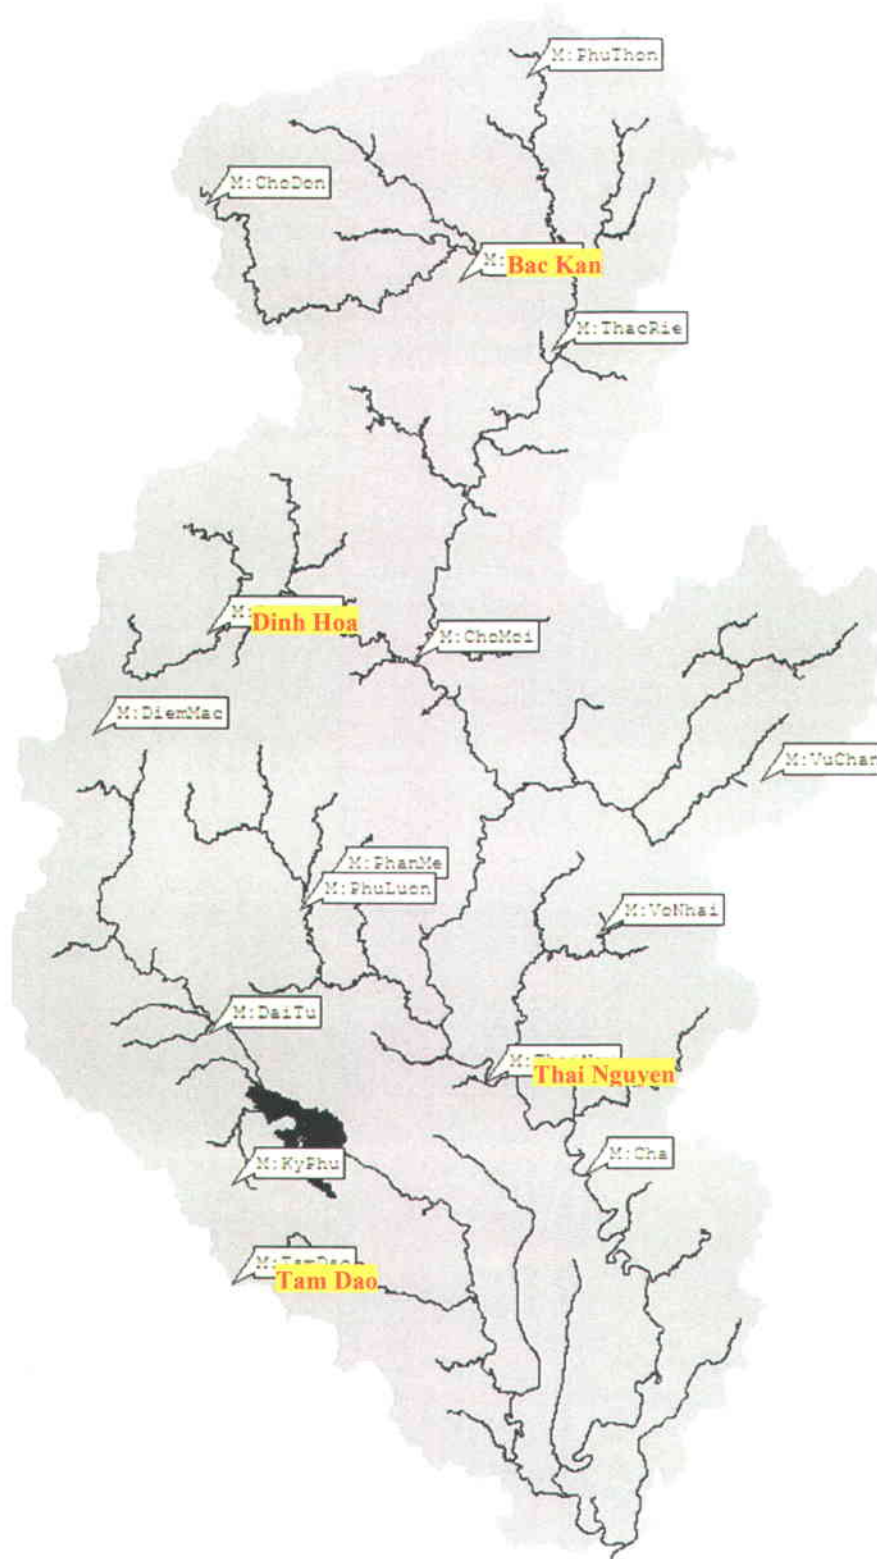 M:PhuThon
M:ChoDon
M:
Bac Kan
M:ThacRie
M:
Dinh Hoa
M:ChoMoi
M:DiemMac
M:VuChan
M:PhanMe
M:PhuLuon
M:VoNhai
M:DaiTu
Thai Nguyen
M:Cha
M:KyPhu
M:TamDao
Tam Dao